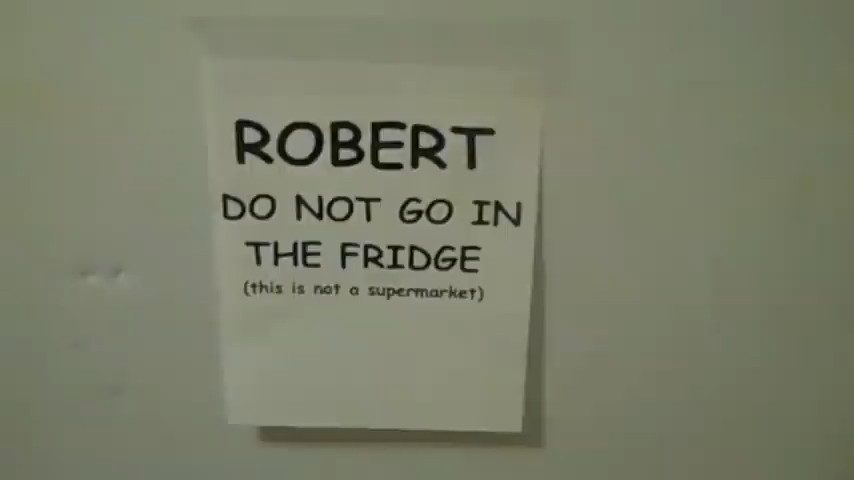 ROBERT
DO NOT GO IN
THE FRIDGE
(this is not a supermarket)